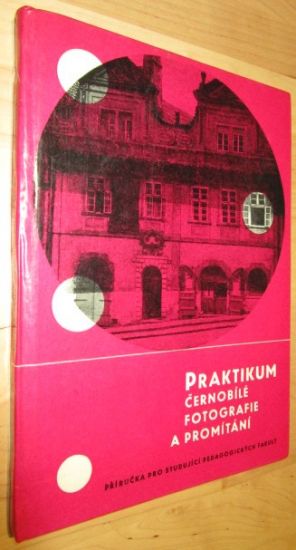 PRAKTIKUM
ČERNOBÍLÉ
FOTOGRAFIE
A PROMÍTÁNÍ
PŘÍRUČKA PRO STUDUJÍCÍ PEDAGOGICKÝCH FAKULT